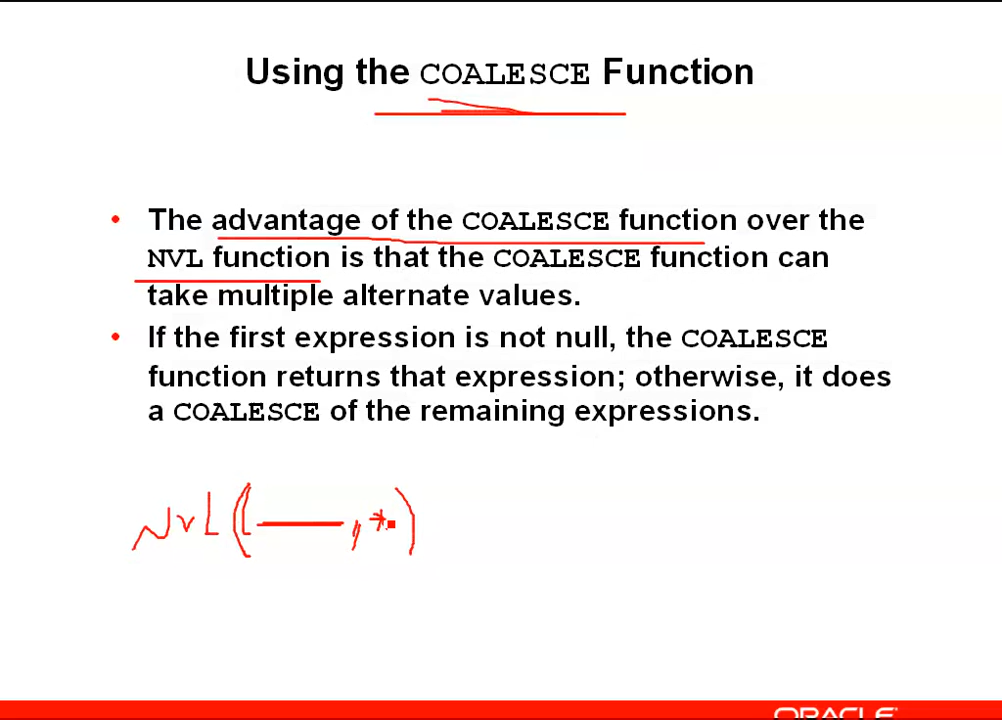 Using the COALESCE Function
• The advantage of the COALESCE function over the
NVL function is that the COALESCE function can
take multiple alternate values.
• If the first expression is not null, the COALESCE
function returns that expression; otherwise, it does
a COALESCE of the remaining expressions.
NVL (____, *)
ORACLE